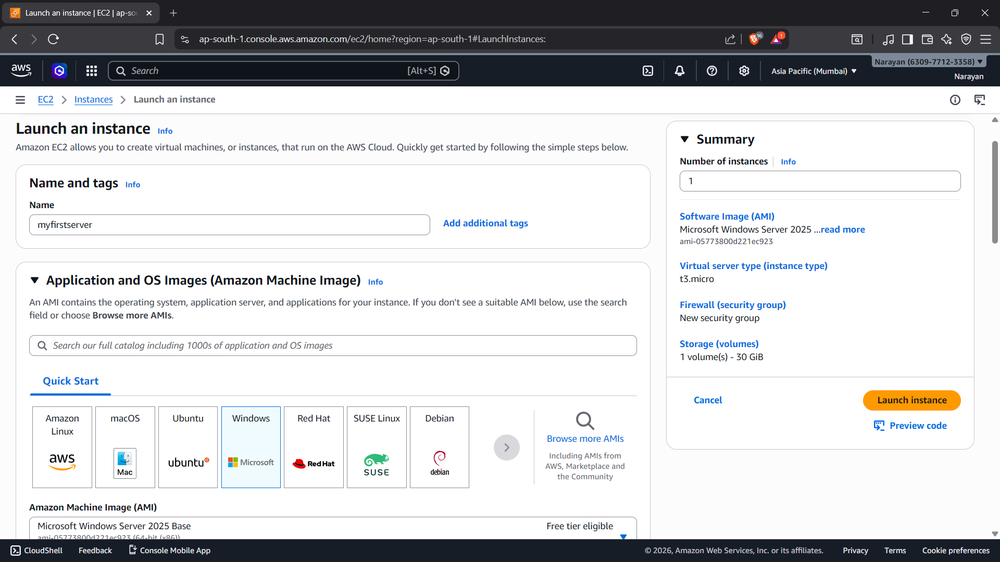 Launch an instance | EC2 | ap-so
ap-south-1.console.aws.amazon.com/ec2/home?region=ap-south-1#LaunchInstances:
96
1
aws
Search
[Alt+S]
Asia Pacific (Mumbai)
Narayan (6309-7712-3358)
Narayan
EC2
Instances
Launch an instance
Launch an instance Info
Amazon EC2 allows you to create virtual machines, or instances, that run on the AWS Cloud. Quickly get started by following the simple steps below.
Name and tags Info
Name
myfirstserver
Add additional tags
Application and OS Images (Amazon Machine Image) Info
An AMI contains the operating system, application server, and applications for your instance. If you don't see a suitable AMI below, use the search
field or choose Browse more AMIs.
Search our full catalog including 1000s of application and OS images
Quick Start
Amazon
Linux
aws
macOS
Mac
Ubuntu
ubuntu
Windows
Microsoft
Red Hat
Red Hat
SUSE Linux
SUSE
Debian
debian
Browse more AMIs
Including AMIs from
AWS, Marketplace and
the Community
Amazon Machine Image (AMI)
Microsoft Windows Server 2025 Base
Free tier eligible
ami-05773800d221ec923 (64-bit (x86))
Summary
Number of instances Info
1
Software Image (AMI)
Microsoft Windows Server 2025 ...read more
ami-05773800d221ec923
Virtual server type (instance type)
t3.micro
Firewall (security group)
New security group
Storage (volumes)
1 volume(s) - 30 GiB
Cancel
Launch instance
Preview code
CloudShell
Feedback
Console Mobile App
© 2026, Amazon Web Services, Inc. or its affiliates.
Privacy
Terms
Cookie preferences